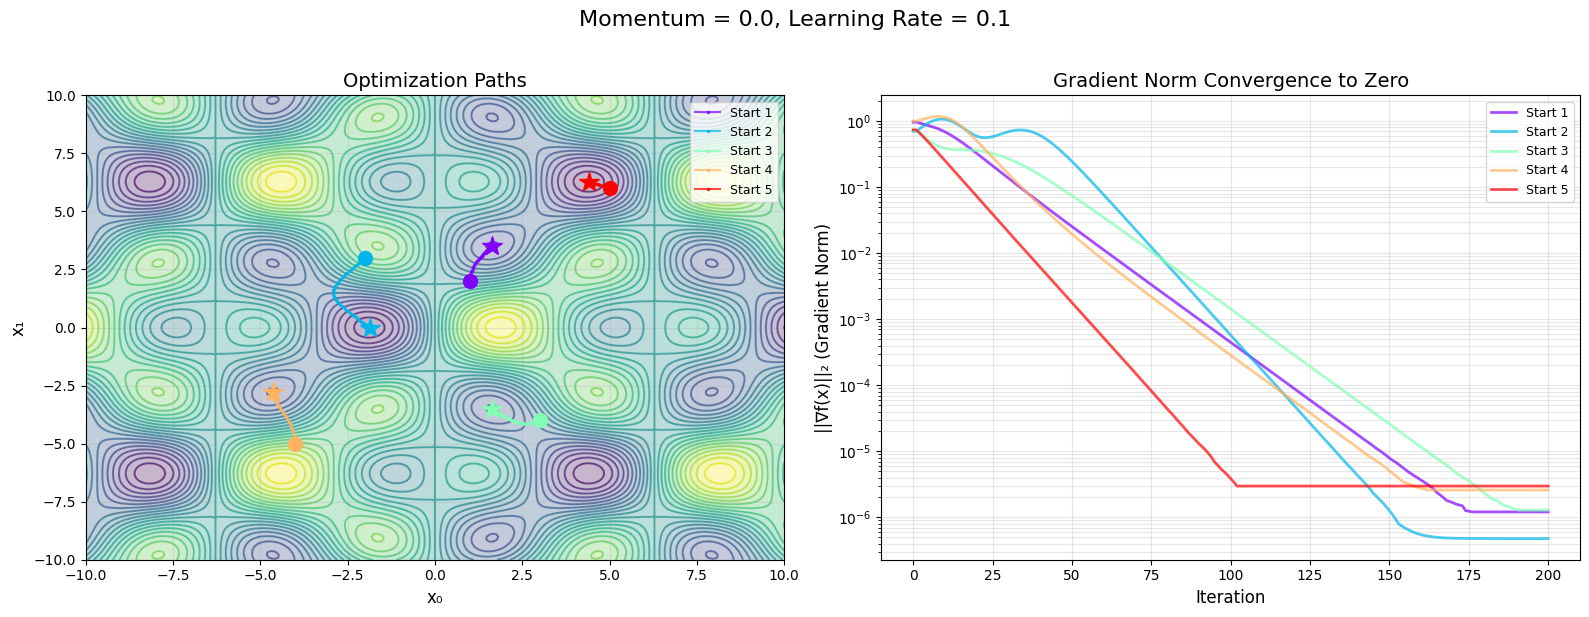 Momentum = 0.0, Learning Rate = 0.1
Optimization Paths
10.0
7.5
5.0
2.5
0.0
−2.5
−5.0
−7.5
−10.0
x₁
−10.0 −7.5 −5.0 −2.5 0.0 2.5 5.0 7.5 10.0
x₀
Start 1
Start 2
Start 3
Start 4
Start 5
Gradient Norm Convergence to Zero
10⁰
10⁻¹
10⁻²
10⁻³
10⁻⁴
10⁻⁵
10⁻⁶
||∇f(x)||₂ (Gradient Norm)
0 25 50 75 100 125 150 175 200
Iteration
Start 1
Start 2
Start 3
Start 4
Start 5